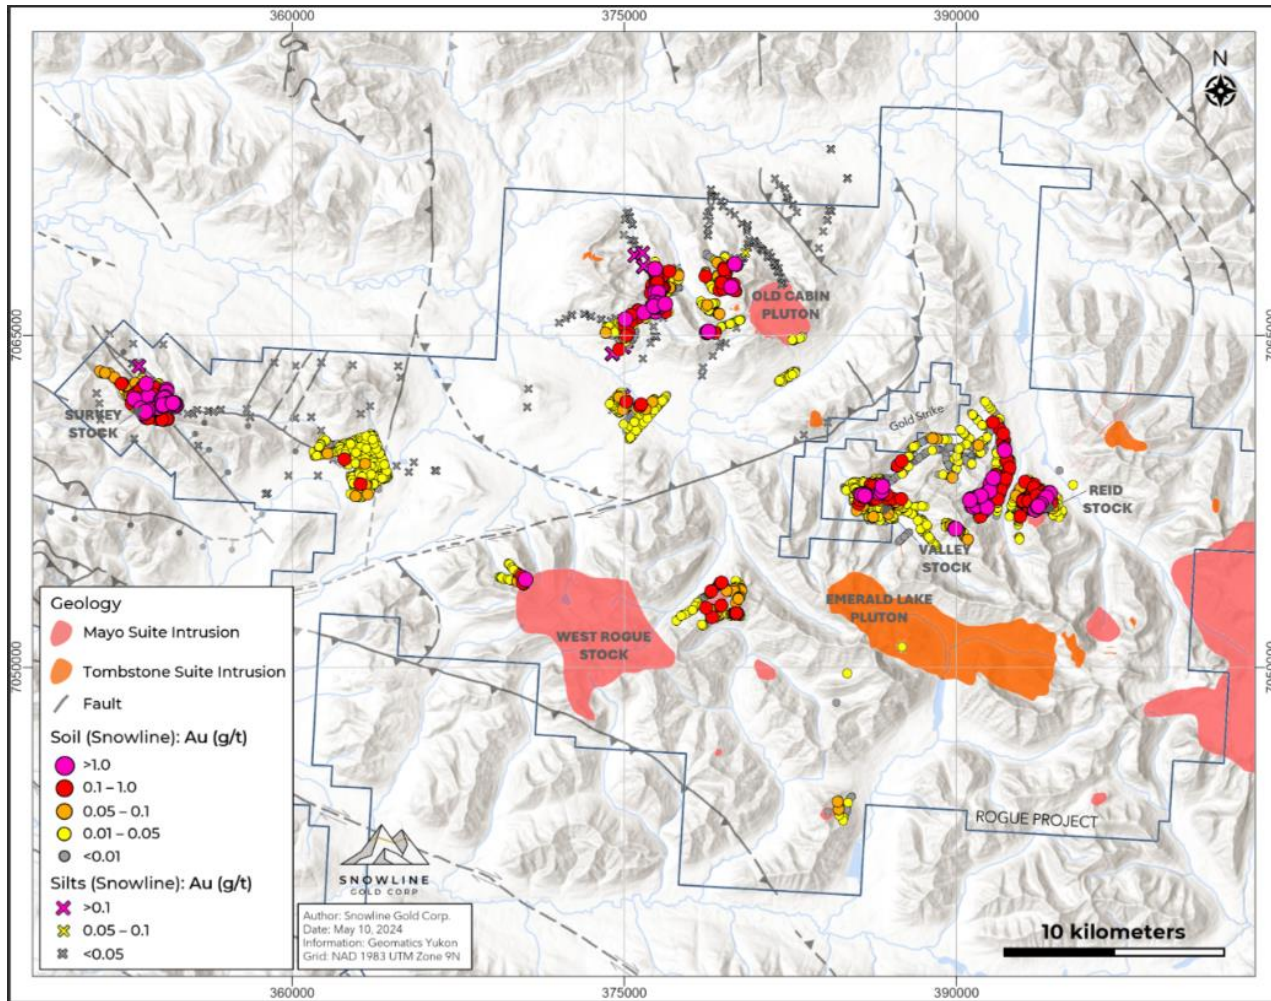 360000 375000 390000
N
OLD CABIN
PLUTON
7065000 7065000
Gold Strike
SURVEY
STOCK
REID
STOCK
VALLEY
STOCK
EMERALD LAKE
PLUTON
WEST ROGUE
STOCK
7050000 7050000
ROGUE PROJECT
Geology
Mayo Suite Intrusion
Tombstone Suite Intrusion
Fault
Soil (Snowline): Au (g/t)
>1.0
0.1 – 1.0
0.05 – 0.1
0.01 – 0.05
<0.01
Silts (Snowline): Au (g/t)
>0.1
0.05 – 0.1
<0.05
SNOWLINE
GOLD CORP
Author: Snowline Gold Corp.
Date: May 10, 2024
Information: Geomatics Yukon
Grid: NAD 1983 UTM Zone 9N
10 kilometers
360000 375000 390000